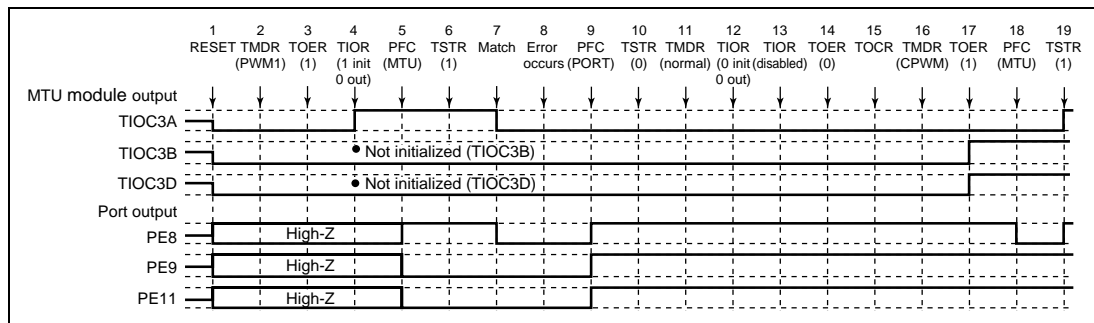 1 2 3 4 5 6 7 8 9 10 11 12 13 14 15 16 17 18 19
RESET TMDR TOER TIOR PFC TSTR Match Error PFC TSTR TMDR TIOR TIOR TOER TOCR TMDR TOER PFC TSTR
(PWM1) (1) (1 init (MTU) (1) occurs (PORT) (0) (normal) (0 init (disabled) (0) (CPWM) (1) (MTU) (1)
0 out) 0 out)
MTU module output
TIOC3A
TIOC3B • Not initialized (TIOC3B)
TIOC3D • Not initialized (TIOC3D)
Port output
PE8 High-Z
PE9 High-Z
PE11 High-Z